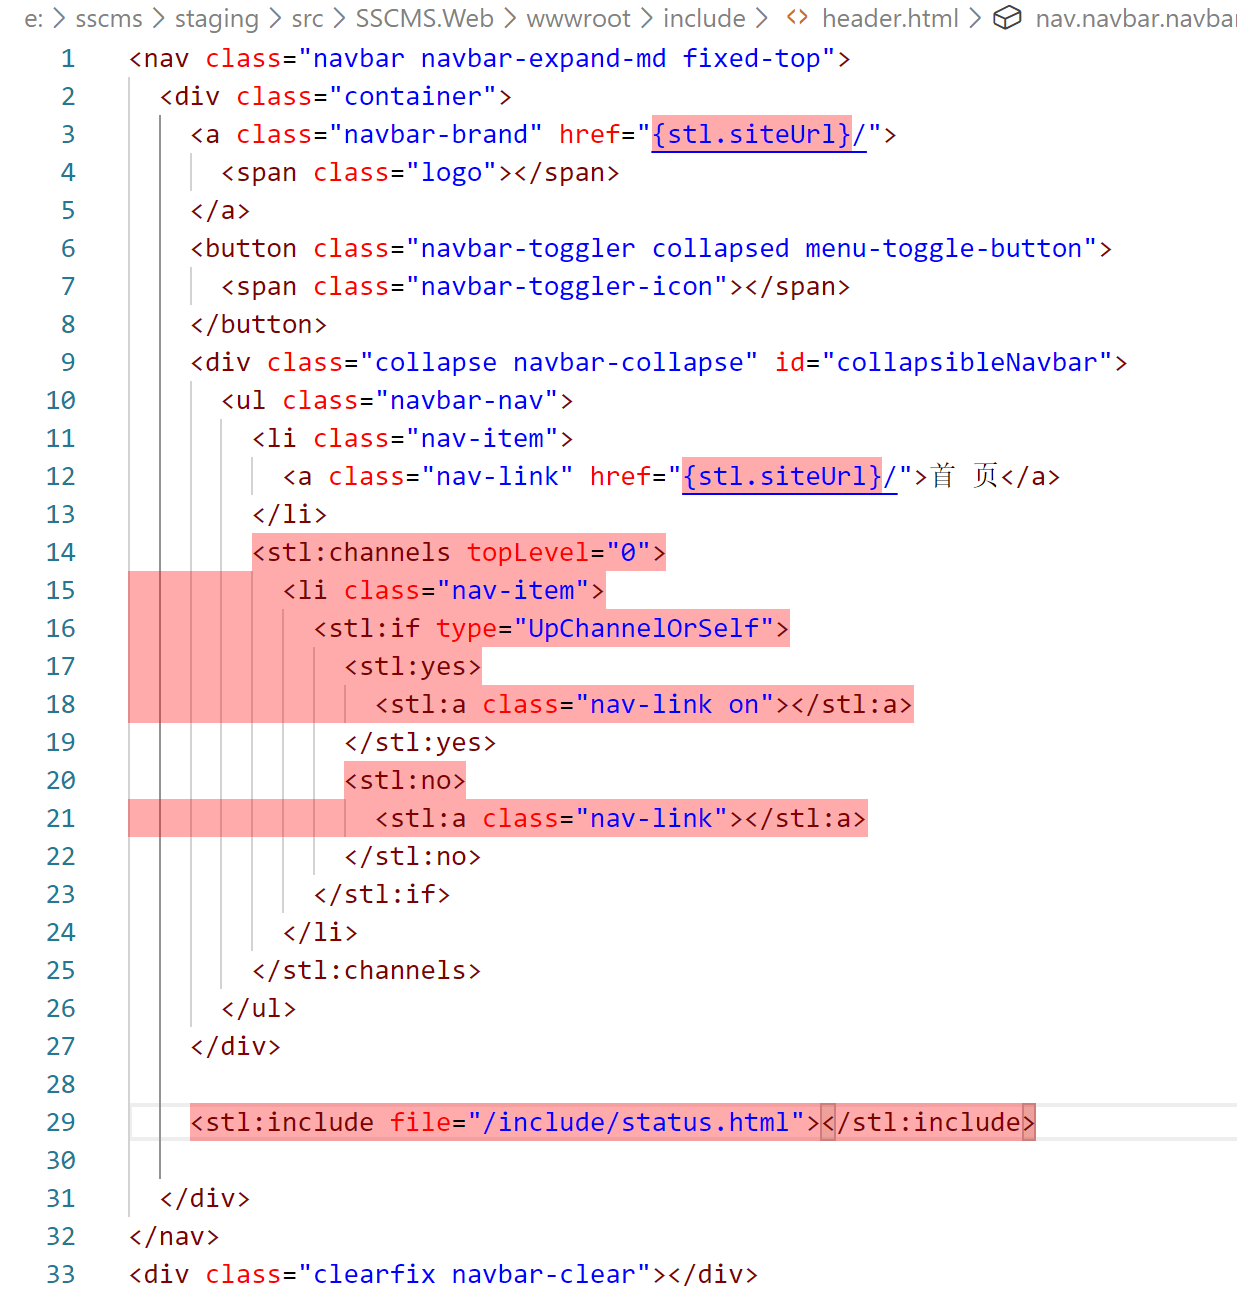 e: > sscms > staging > src > SSCMS.Web > wwwroot > include > <> header.html > nav.navbar.navbar
1 <nav class="navbar navbar-expand-md fixed-top">
2   <div class="container">
3     <a class="navbar-brand" href="{stl.siteUrl}/">
4       <span class="logo"></span>
5     </a>
6     <button class="navbar-toggler collapsed menu-toggle-button">
7       <span class="navbar-toggler-icon"></span>
8     </button>
9     <div class="collapse navbar-collapse" id="collapsibleNavbar">
10       <ul class="navbar-nav">
11         <li class="nav-item">
12           <a class="nav-link" href="{stl.siteUrl}/">首 页</a>
13         </li>
14         <stl:channels topLevel="0">
15           <li class="nav-item">
16             <stl:if type="UpChannelOrSelf">
17               <stl:yes>
18                 <stl:a class="nav-link on"></stl:a>
19               </stl:yes>
20               <stl:no>
21                 <stl:a class="nav-link"></stl:a>
22               </stl:no>
23             </stl:if>
24           </li>
25         </stl:channels>
26       </ul>
27     </div>
28
29     <stl:include file="/include/status.html"></stl:include>
30
31   </div>
32 </nav>
33 <div class="clearfix navbar-clear"></div>